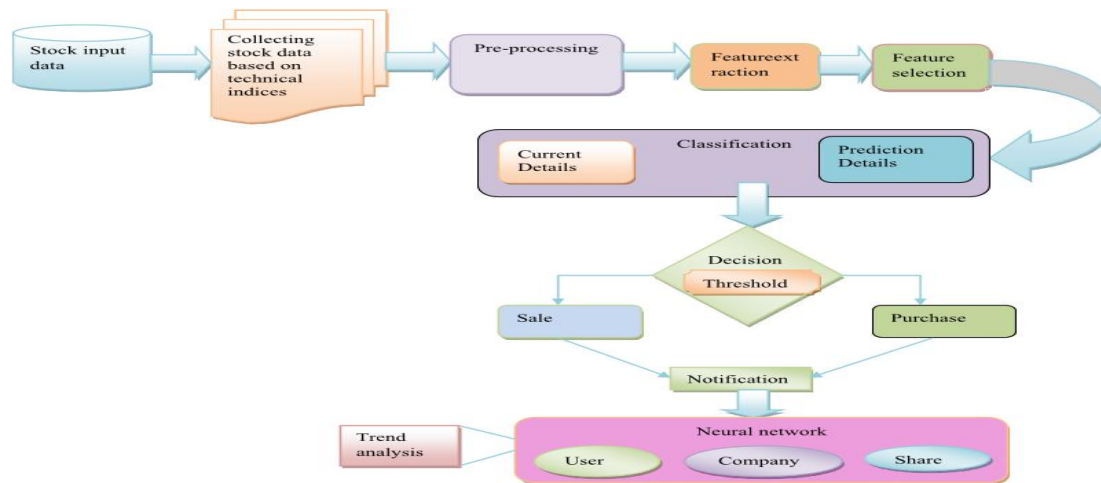 Stock input
data
Collecting
stock data
based on
technical
indices
Pre-processing
Featureext
raction
Feature
selection
Classification
Current
Details
Prediction
Details
Decision
Threshold
Sale
Purchase
Notification
Neural network
Trend
analysis
User
Company
Share